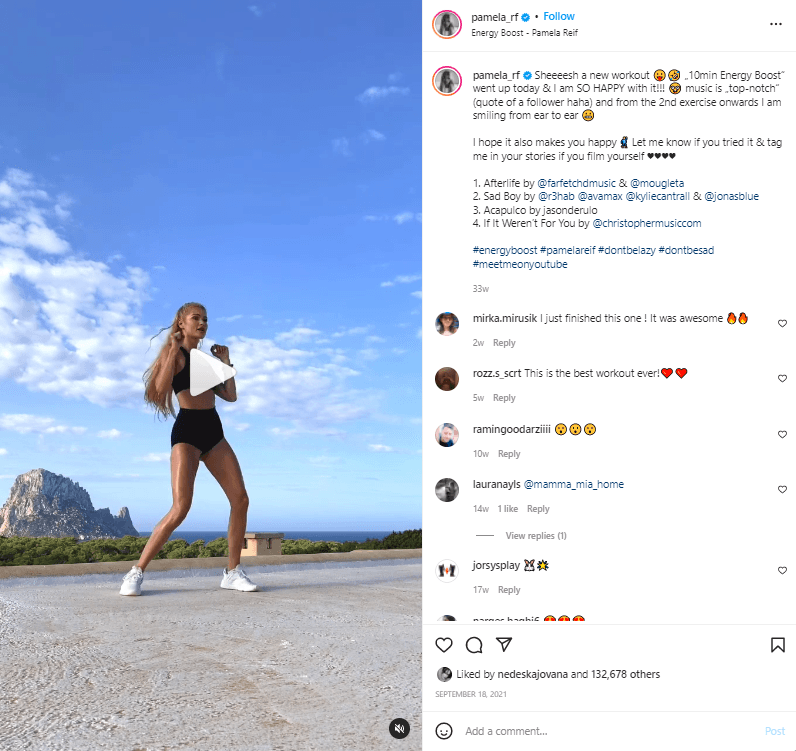 pamela_rf • Follow
Energy Boost - Pamela Reif
pamela_rf Sheeeesh a new workout 😛🤣 „10min Energy Boost“
went up today & I am SO HAPPY with it!!! 🤓 music is „top-notch“
(quote of a follower haha) and from the 2nd exercise onwards I am
smiling from ear to ear 😬
I hope it also makes you happy 💃🏿 Let me know if you tried it & tag
me in your stories if you film yourself ♥♥♥♥
1. Afterlife by @farfetchdmusic & @mougleta
2. Sad Boy by @r3hab @avamax @kyliecantrall & @jonasblue
3. Acapulco by jasonderulo
4. If It Weren't For You by @christophermusiccom
#energyboost #pamelareif #dontbelazy #dontbesad
#meetmeonyoutube
33w
mirka.mirusik I just finished this one ! It was awesome 🔥🔥
2w Reply
rozz.s_scrt This is the best workout ever!❤️❤️
5w Reply
ramingoodarziiii 😮😮😮
10w Reply
lauranayls @mamma_mia_home
14w 1 like Reply
View replies (1)
jorsysplay 👯💥
17w Reply
Liked by nedeskajovana and 132,678 others
SEPTEMBER 18, 2021
Add a comment...
Post